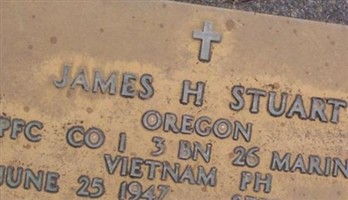 JAMES H STUART
OREGON
PFC CO I 3 BN 26 MARIN
VIETNAM PH
JUNE 25 1947